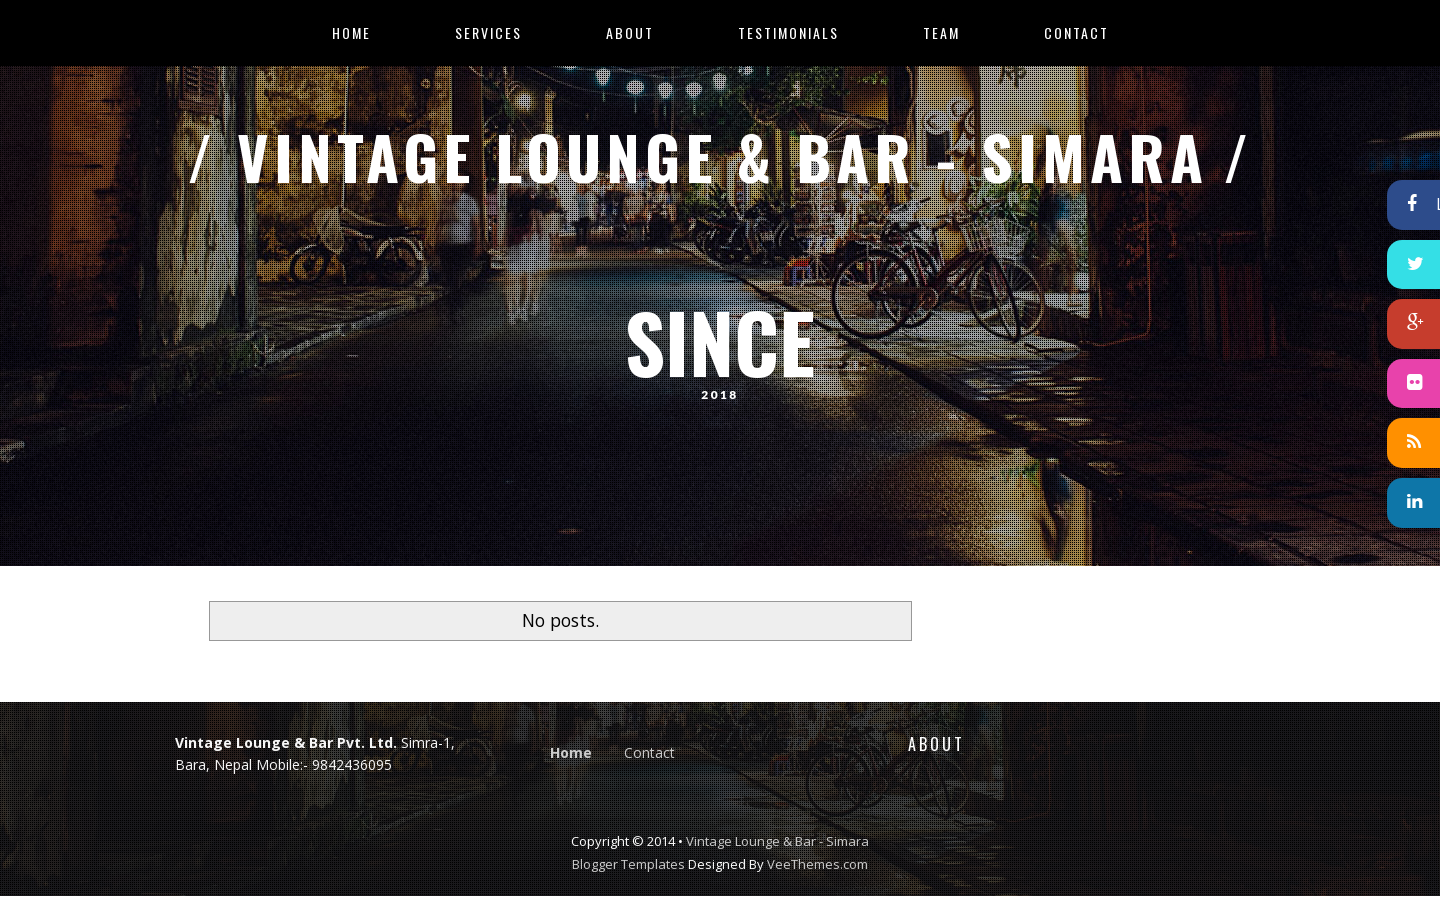 HOME SERVICES ABOUT TESTIMONIALS TEAM CONTACT
/ VINTAGE LOUNGE & BAR - SIMARA /
SINCE
2018
No posts.
Vintage Lounge & Bar Pvt. Ltd. Simra-1,
Bara, Nepal Mobile:- 9842436095
Home Contact
ABOUT
Copyright © 2014 • Vintage Lounge & Bar - Simara
Blogger Templates Designed By VeeThemes.com